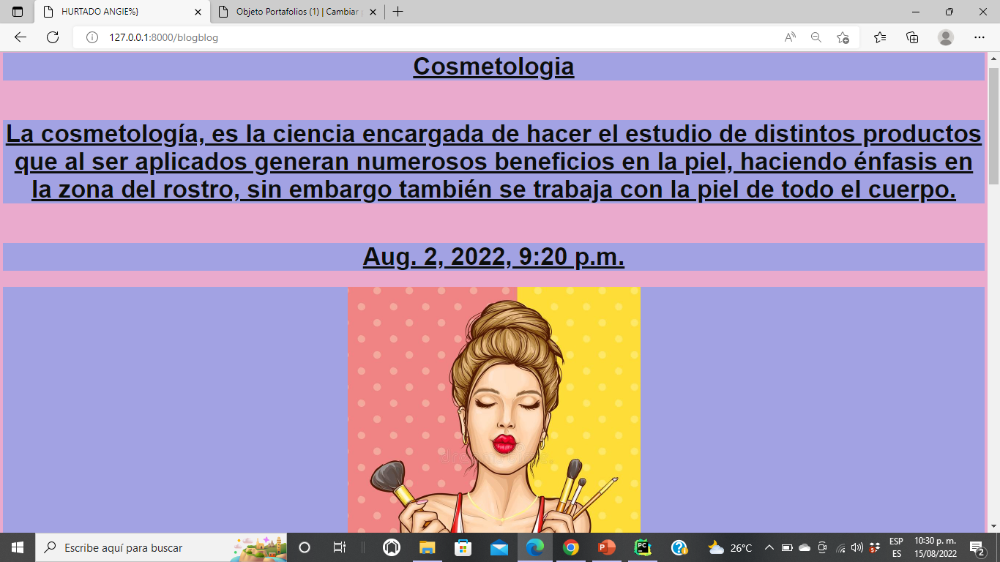 HURTADO ANGIE%}
Objeto Portafolios (1) | Cambiar
127.0.0.1:8000/blogblog
Cosmetologia
La cosmetología, es la ciencia encargada de hacer el estudio de distintos productos
que al ser aplicados generan numerosos beneficios en la piel, haciendo énfasis en
la zona del rostro, sin embargo también se trabaja con la piel de todo el cuerpo.
Aug. 2, 2022, 9:20 p.m.
Escribe aquí para buscar
26°C
ESP
ES
10:30 p. m.
15/08/2022
2